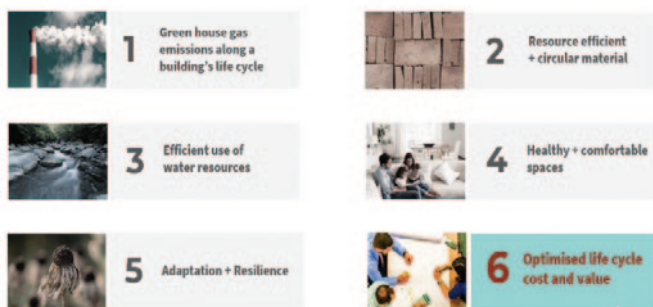 1
Green house gas
emissions along a
building's life cycle
2
Resource efficient
+ circular material
3
Efficient use of
water resources
4
Healthy + comfortable
spaces
5
Adaptation + Resilience
6
Optimised life cycle
cost and value